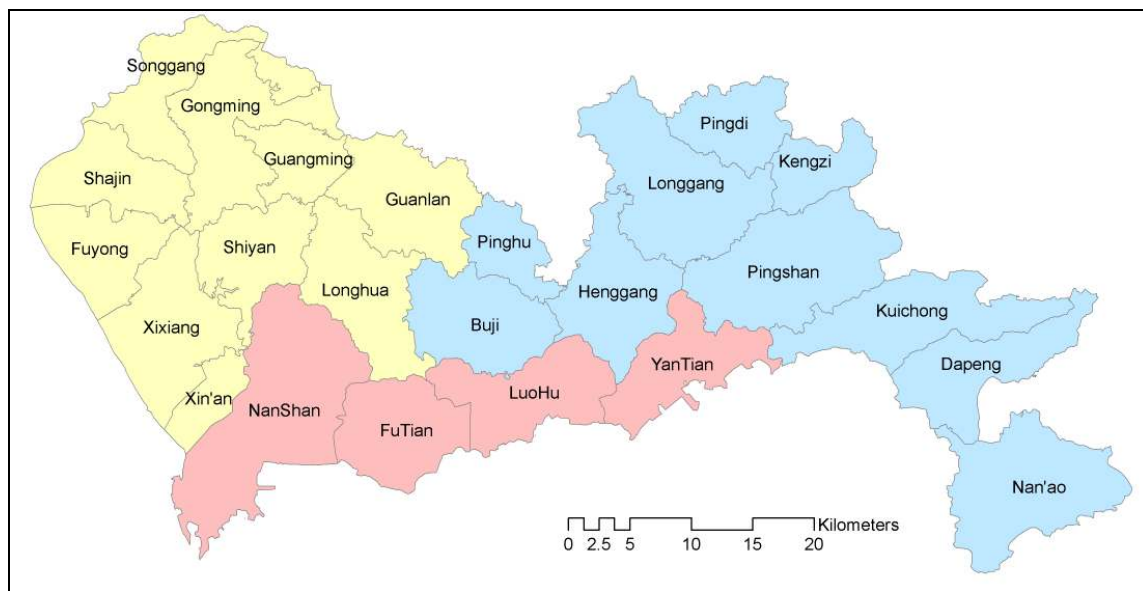 Songgang
Gongming
Pingdi
Guangming
Kengzi
Shajin
Longgang
Guanlan
Fuyong
Shiyan
Pinghu
Pingshan
Longhua
Henggang
Kuichong
Xixiang
Buji
YanTian
Dapeng
Xin'an
LuoHu
NanShan
FuTian
Nan'ao
Kilometers
0 2.5 5 10 15 20